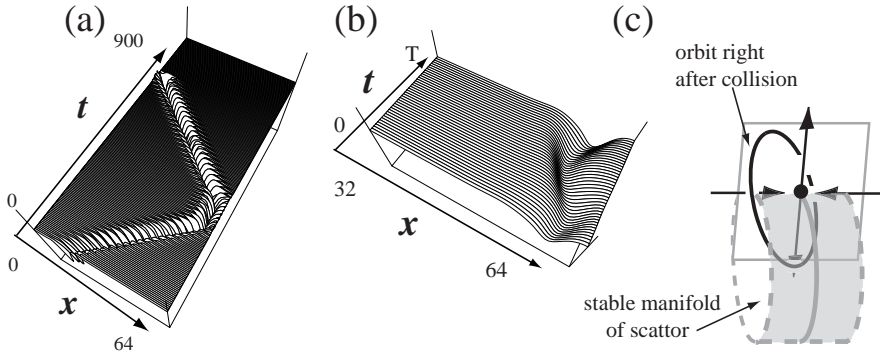 (a)
900
t
0
0
x
64
(b)
T
t
0
32
x
64
(c)
orbit right
after collision
stable manifold
of scattor